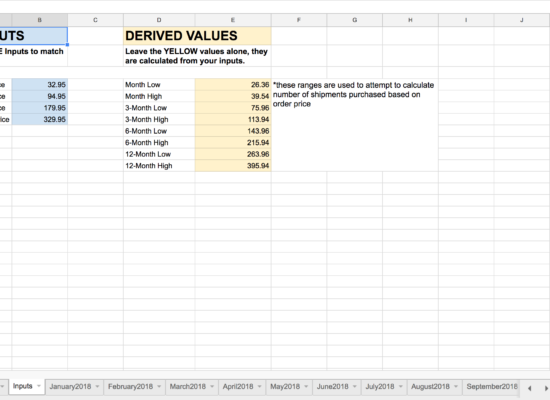 B C D E F G H I J
UTS DERIVED VALUES
E Inputs to match Leave the YELLOW values alone, they
are calculated from your inputs.
ce 32.95 Month Low 26.36 *these ranges are used to attempt to calculate
ce 94.95 Month High 39.54 number of shipments purchased based on
ce 179.95 3-Month Low 75.96 order price
ice 329.95 3-Month High 113.94
6-Month Low 143.96
6-Month High 215.94
12-Month Low 263.96
12-Month High 395.94
Inputs January2018 February2018 March2018 April2018 May2018 June2018 July2018 August2018 September2018